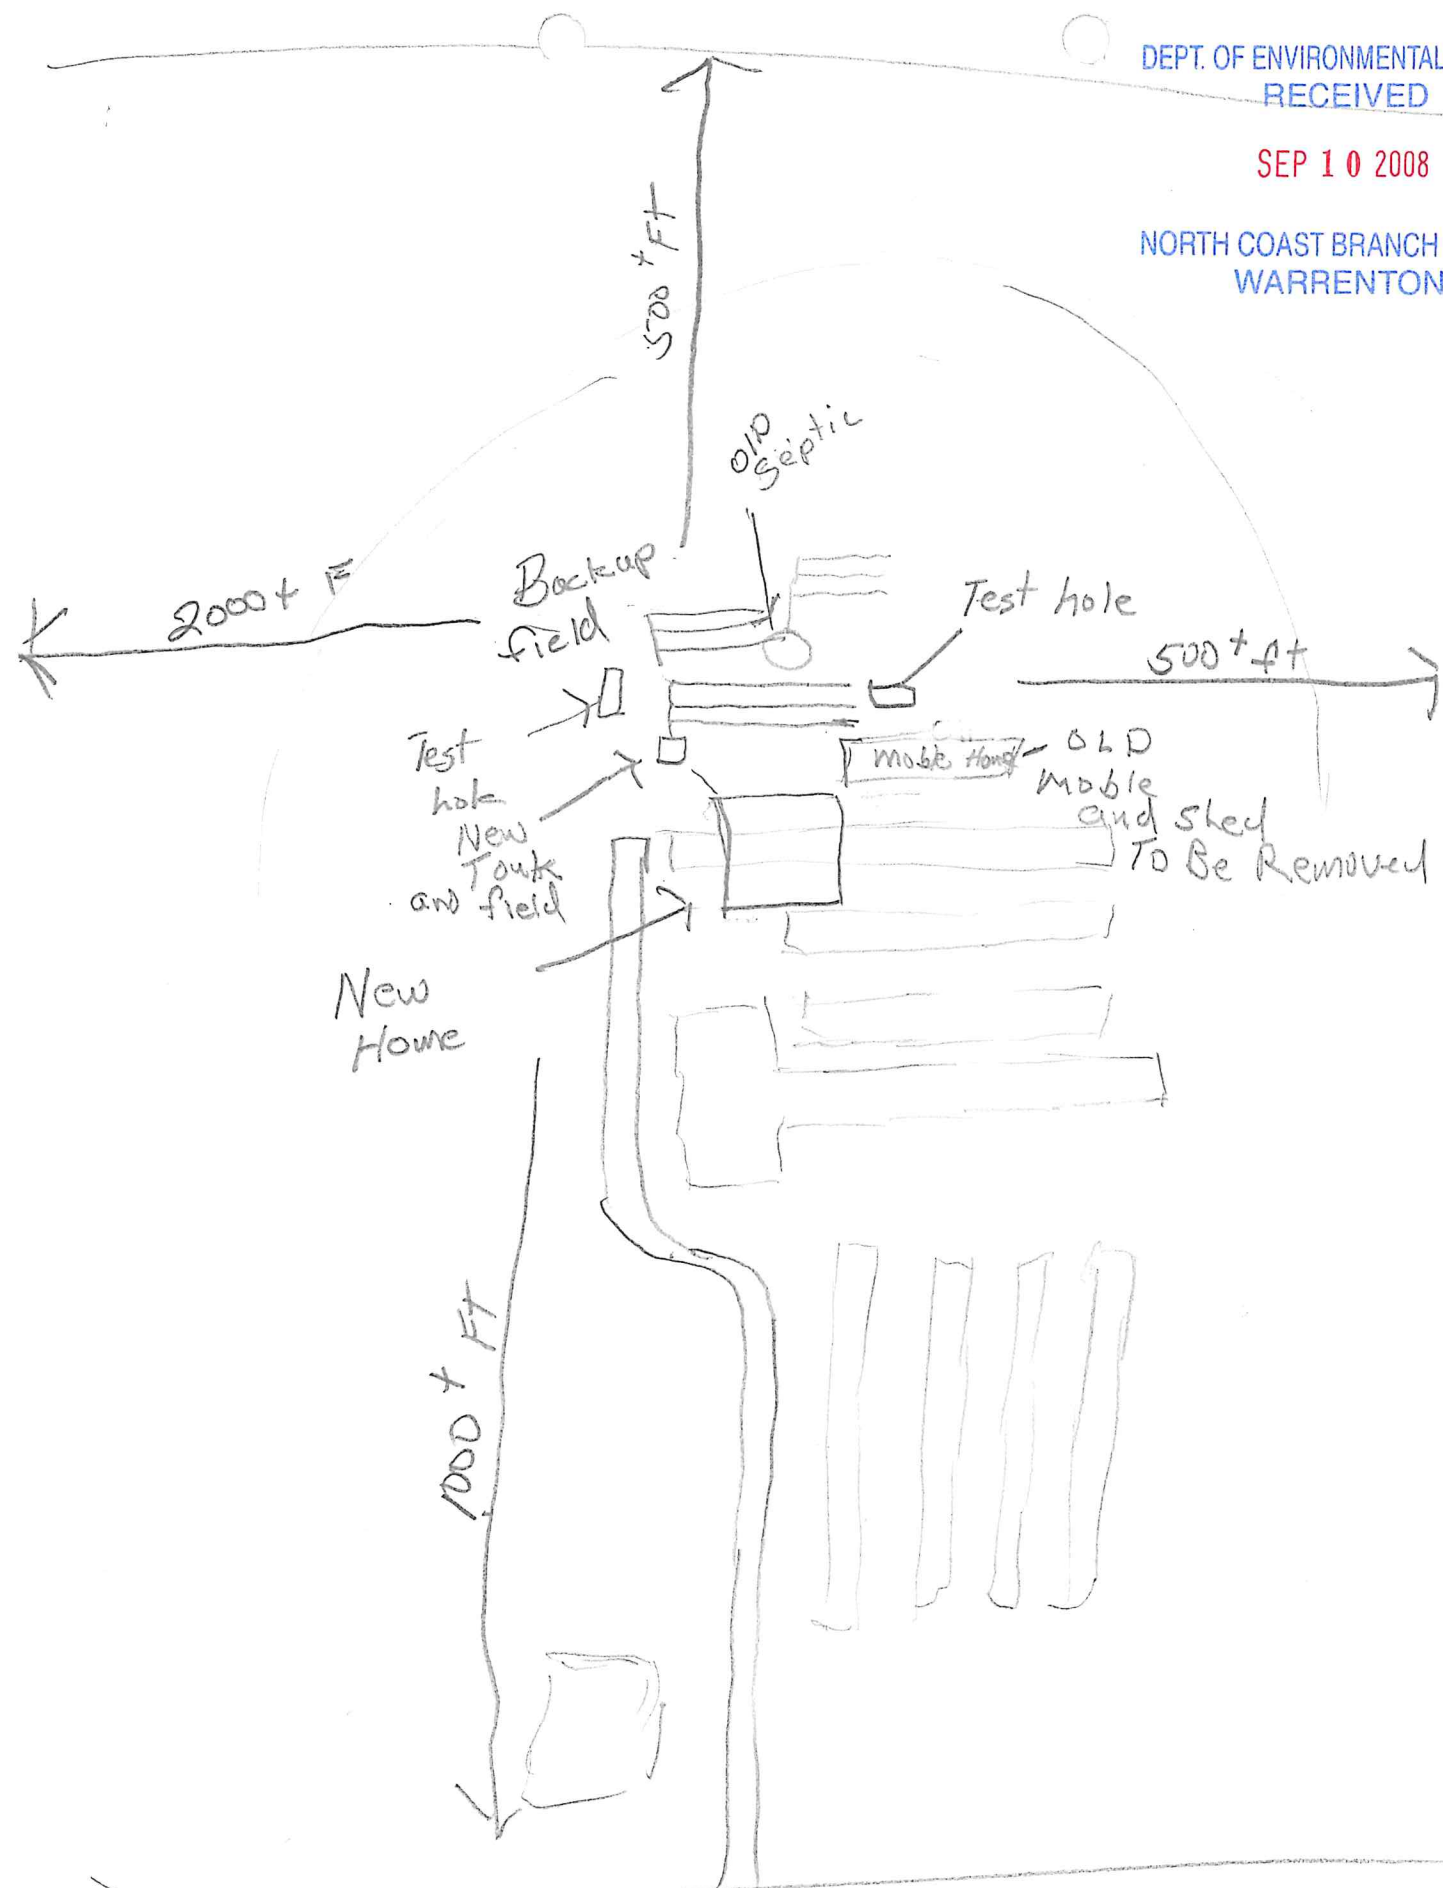 DEPT. OF ENVIRONMENTAL
RECEIVED
SEP 10 2008
NORTH COAST BRANCH
WARRENTON
500+ Ft
OLD
Septic
2000+ F
Backup
field
Test hole
500+ ft
Test
hole
Moble Home
OLD
Moble
and Shed
To Be Removed
New
Tank
and field
New
Home
1000+ FT